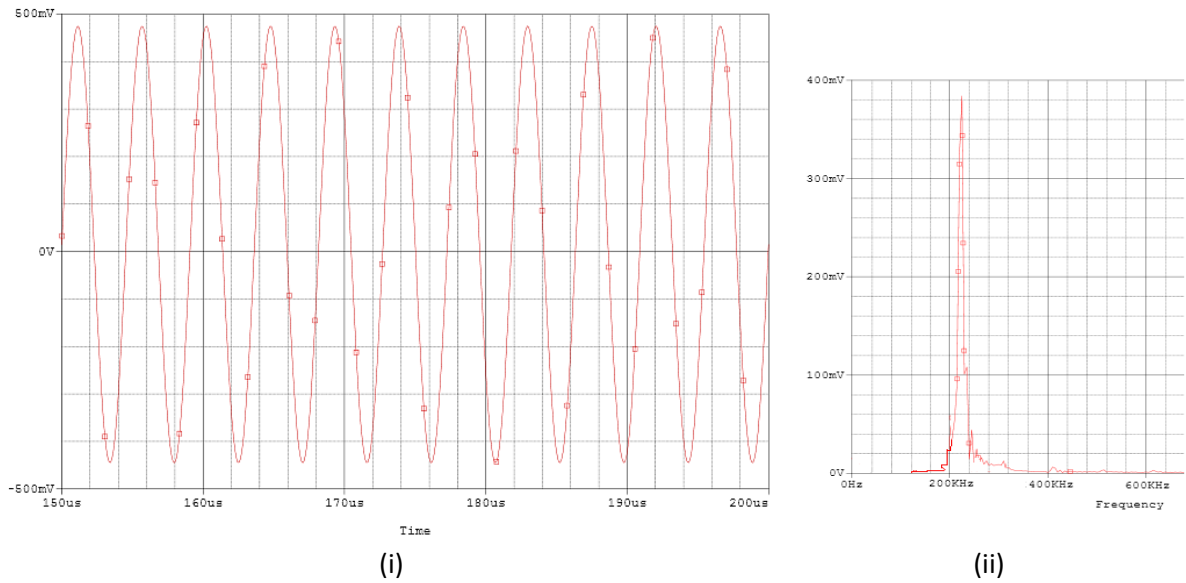 500mV
0V
-500mV
150us 160us 170us 180us 190us 200us
Time
(i)
400mV
300mV
200mV
100mV
0V
0Hz 200KHz 400KHz 600KHz
Frequency
(ii)